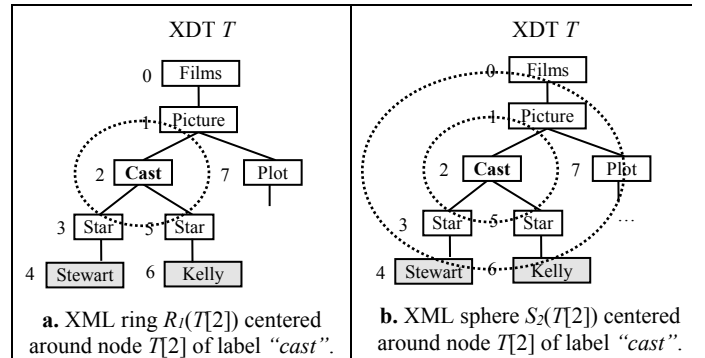 XDT T
0 Films
1 Picture
2 Cast 7 Plot
3 Star 5 Star
4 Stewart 6 Kelly
a. XML ring R1(T[2]) centered
around node T[2] of label “cast”.
XDT T
0 Films
1 Picture
2 Cast 7 Plot
3 Star 5 Star …
4 Stewart 6 Kelly
b. XML sphere S2(T[2]) centered
around node T[2] of label “cast”.